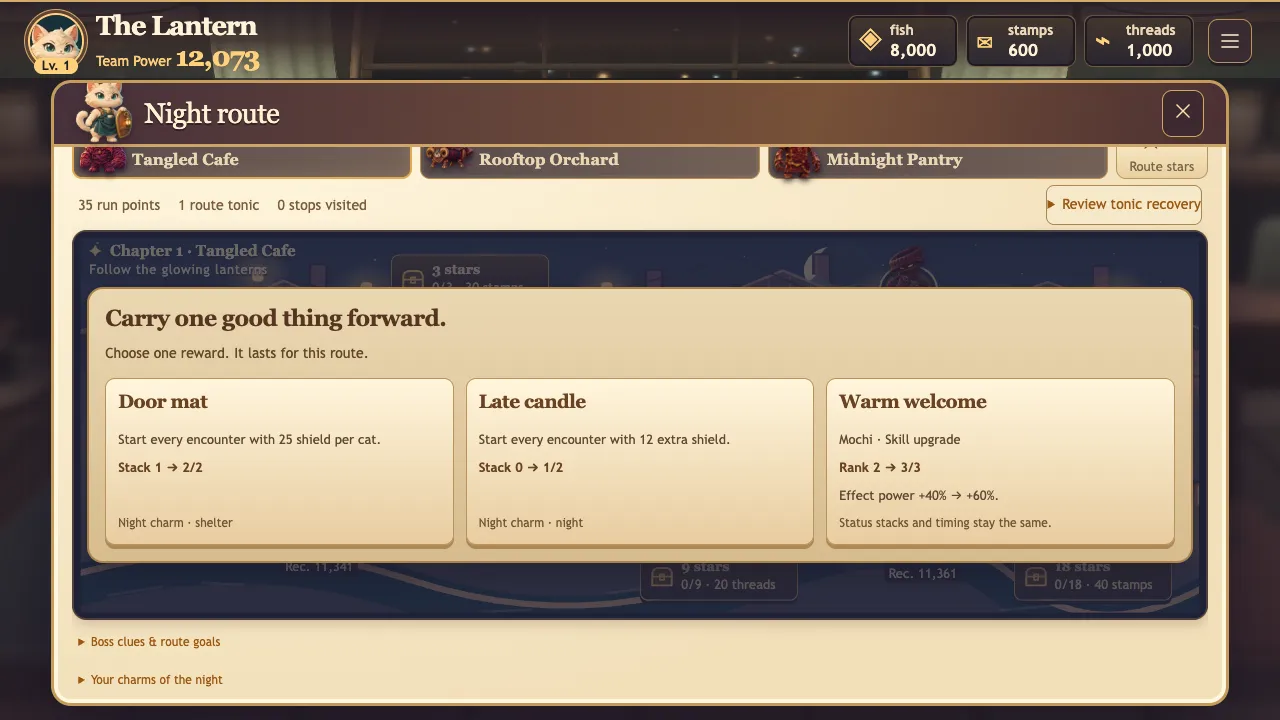 The Lantern
Team Power 12,073
Lv. 1
fish
8,000
stamps
600
threads
1,000
Night route
Tangled Cafe
Rooftop Orchard
Midnight Pantry
Route stars
35 run points
1 route tonic
0 stops visited
Review tonic recovery
Chapter 1 · Tangled Cafe
Follow the glowing lanterns
3 stars
0/3 · 20 stamps
Carry one good thing forward.
Choose one reward. It lasts for this route.
Door mat
Start every encounter with 25 shield per cat.
Stack 1 → 2/2
Night charm · shelter
Late candle
Start every encounter with 12 extra shield.
Stack 0 → 1/2
Night charm · night
Warm welcome
Mochi · Skill upgrade
Rank 2 → 3/3
Effect power +40% → +60%.
Status stacks and timing stay the same.
Rec. 11,341
9 stars
0/9 · 20 threads
Rec. 11,361
18 stars
0/18 · 40 stamps
Boss clues & route goals
Your charms of the night